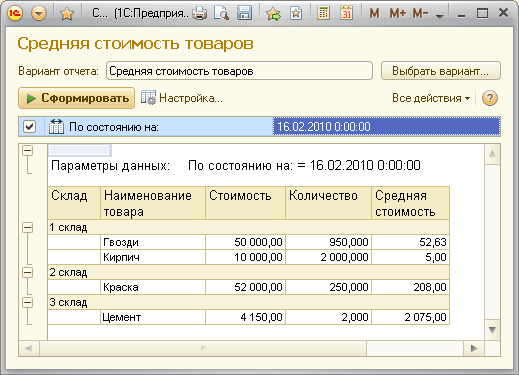 С... (1С:Предприя...
M M+ M-
Средняя стоимость товаров
Вариант отчета: Средняя стоимость товаров Выбрать вариант...
Сформировать Настройка... Все действия ?
По состоянию на: 16.02.2010 0:00:00
Параметры данных: По состоянию на: = 16.02.2010 0:00:00
Склад Наименование товара Стоимость Количество Средняя стоимость
1 склад
Гвозди 50 000,00 950,000 52,63
Кирпич 10 000,00 2 000,000 5,00
2 склад
Краска 52 000,00 250,000 208,00
3 склад
Цемент 4 150,00 2,000 2 075,00